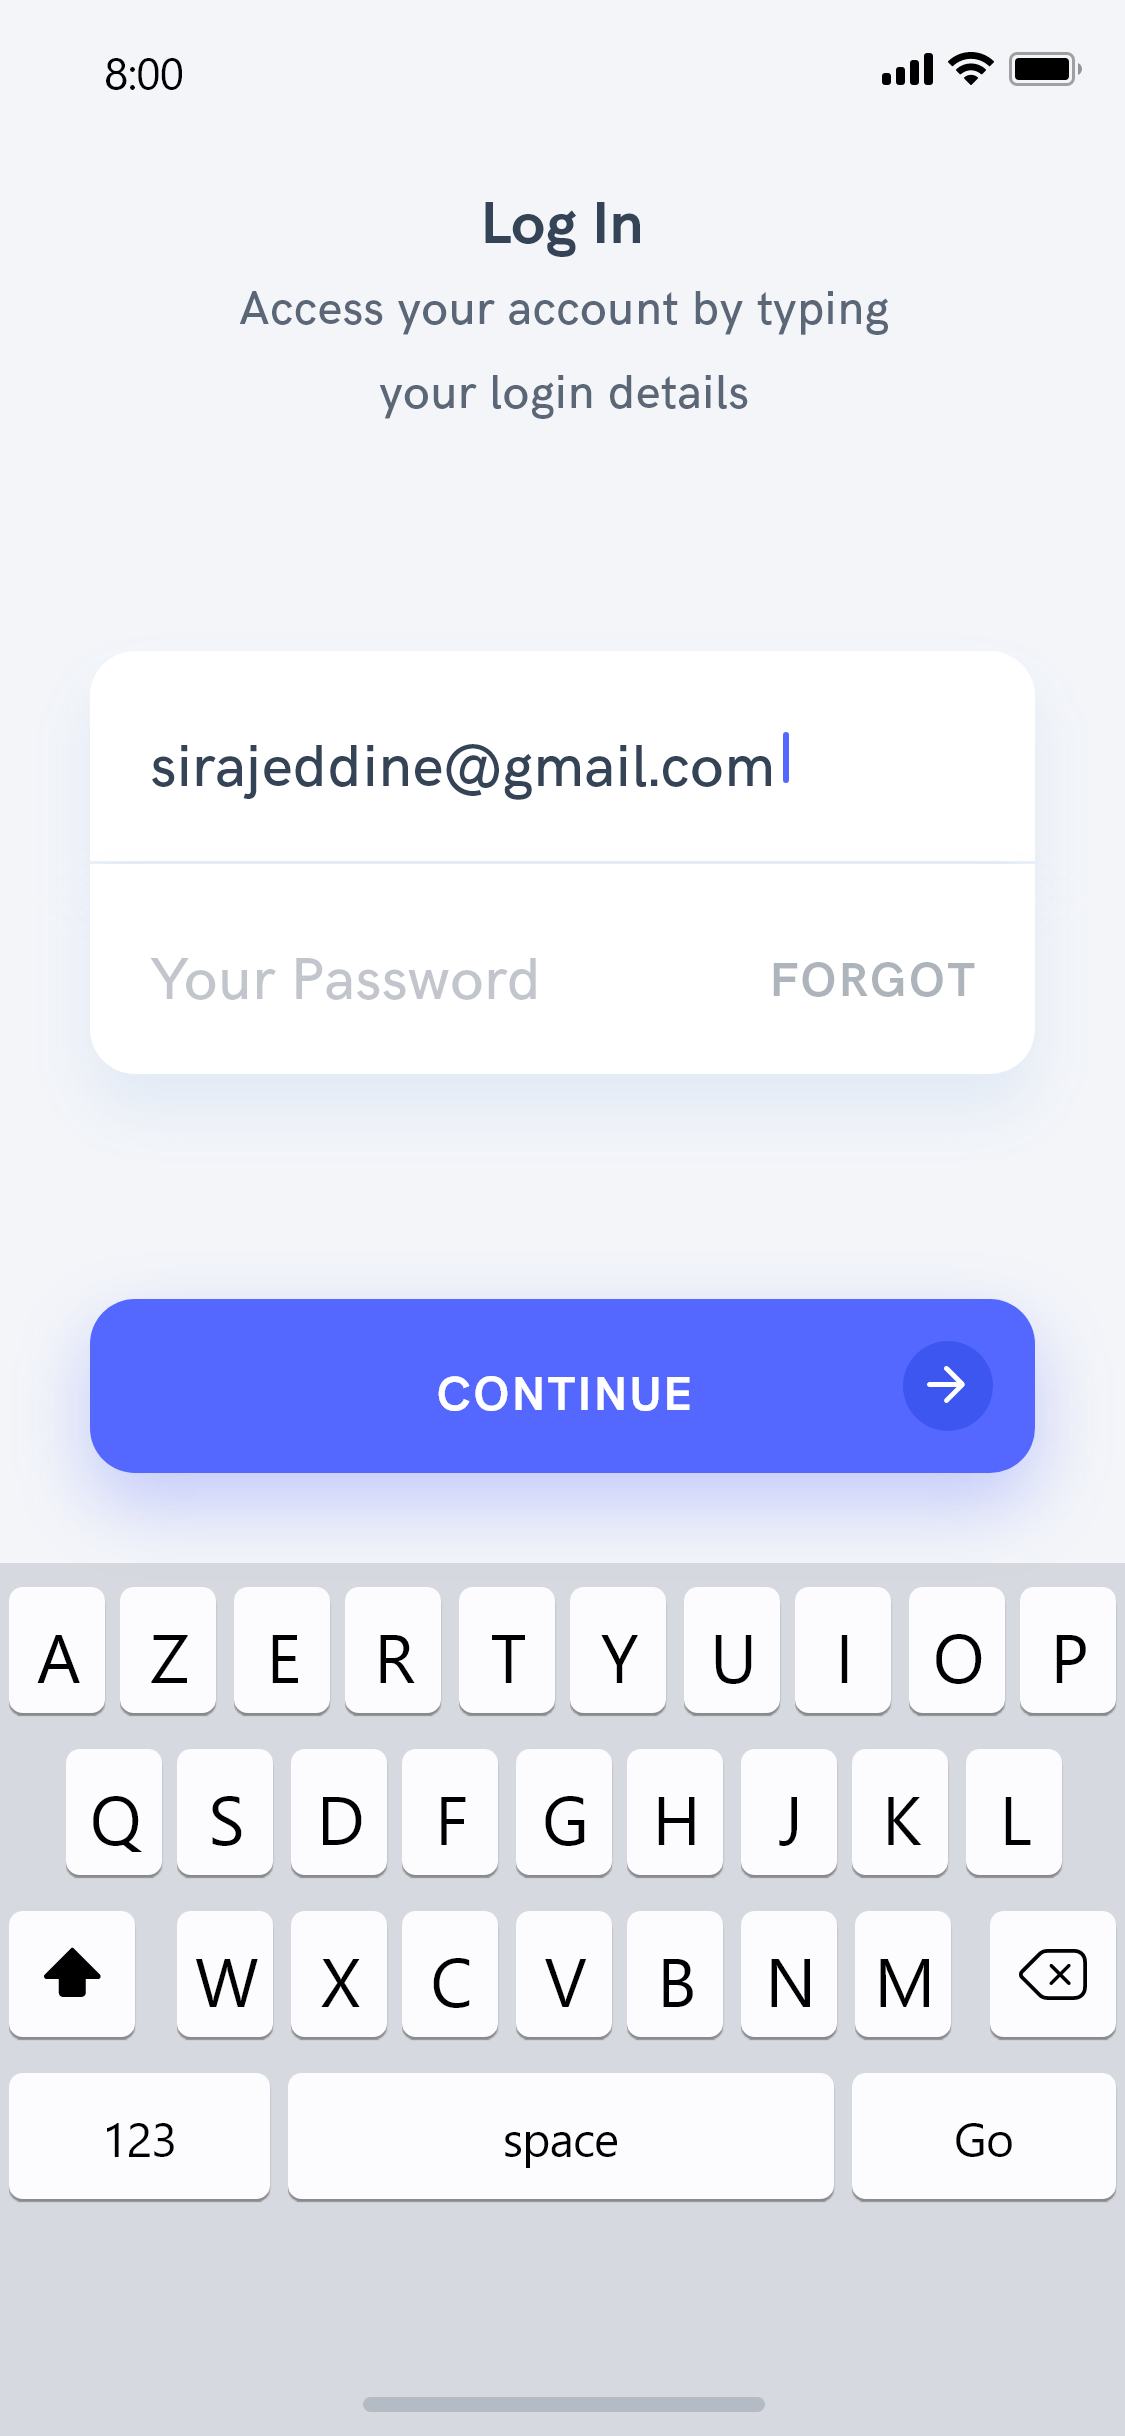 8:00
Log In
Access your account by typing
your login details
sirajeddine@gmail.com
Your Password FORGOT
CONTINUE
A Z E R T Y U I O P
Q S D F G H J K L
W X C V B N M
123 space Go